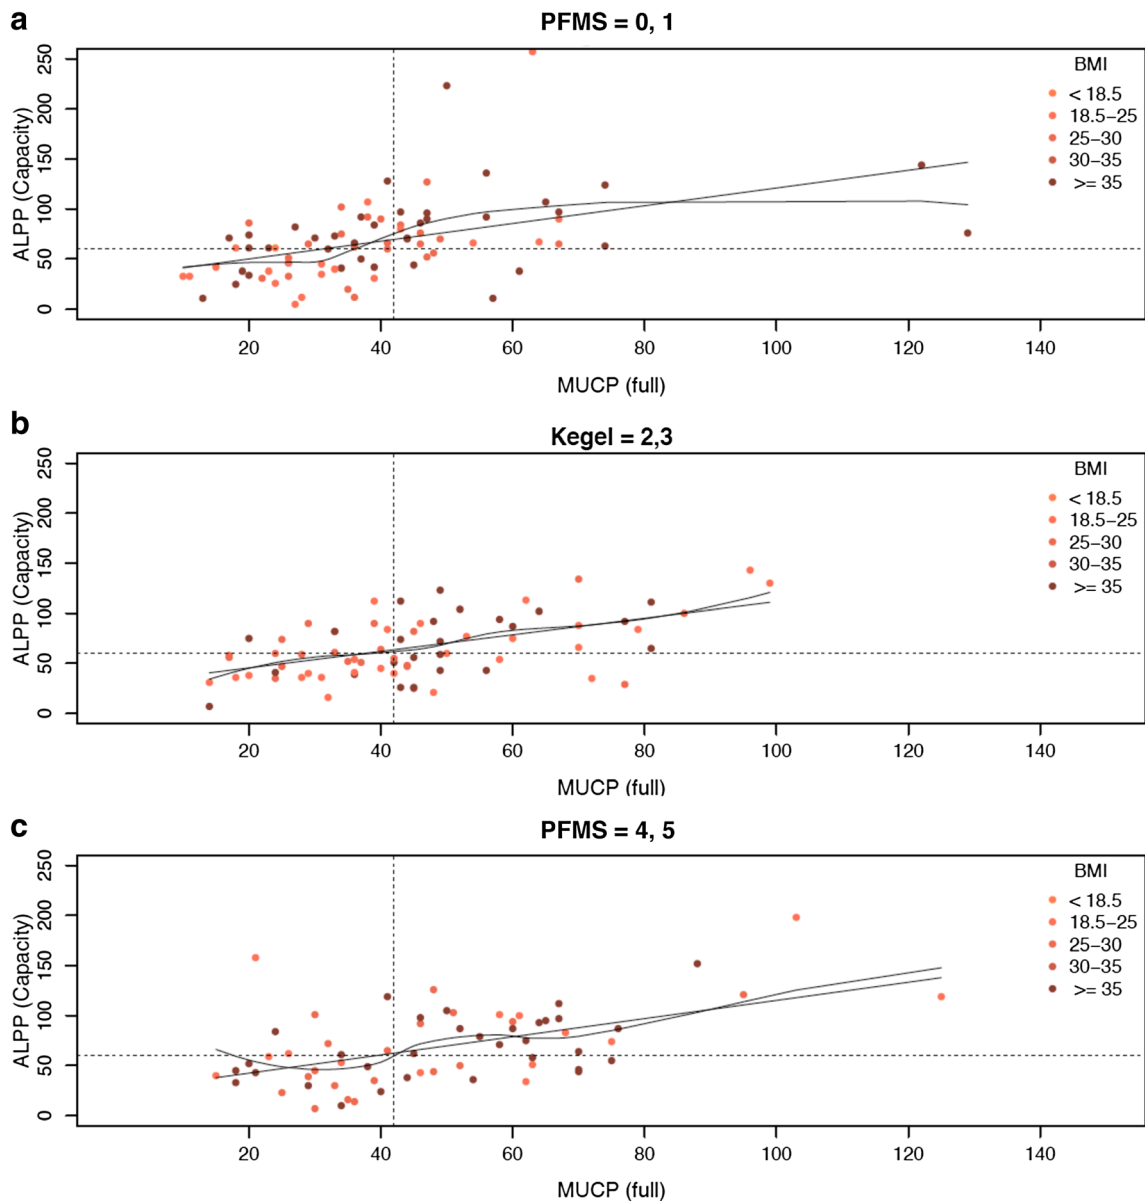 a
PFMS = 0, 1
ALPP (Capacity)
250
200
150
100
50
0
BMI
< 18.5
18.5–25
25–30
30–35
>= 35
20 40 60 80 100 120 140
MUCP (full)
b
Kegel = 2,3
ALPP (Capacity)
250
200
150
100
50
0
BMI
< 18.5
18.5–25
25–30
30–35
>= 35
20 40 60 80 100 120 140
MUCP (full)
c
PFMS = 4, 5
ALPP (Capacity)
250
200
150
100
50
0
BMI
< 18.5
18.5–25
25–30
30–35
>= 35
20 40 60 80 100 120 140
MUCP (full)